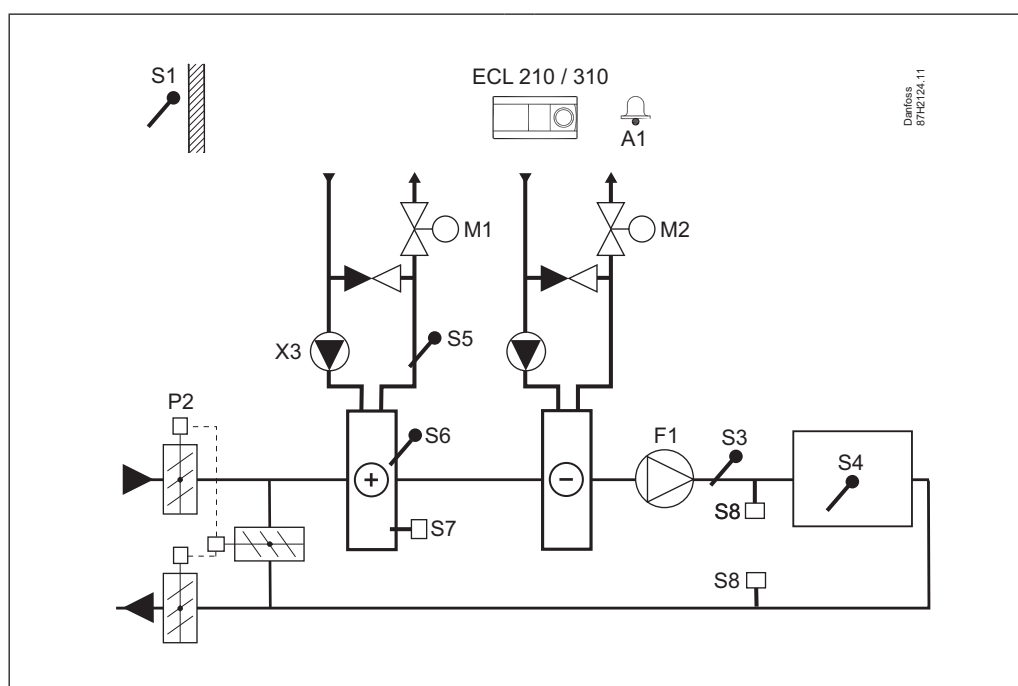 S1
ECL 210 / 310
A1
Danfoss
87H2124.11
M1
M2
X3
S5
P2
S6
F1
S3
S4
+
−
S8
S7
S8